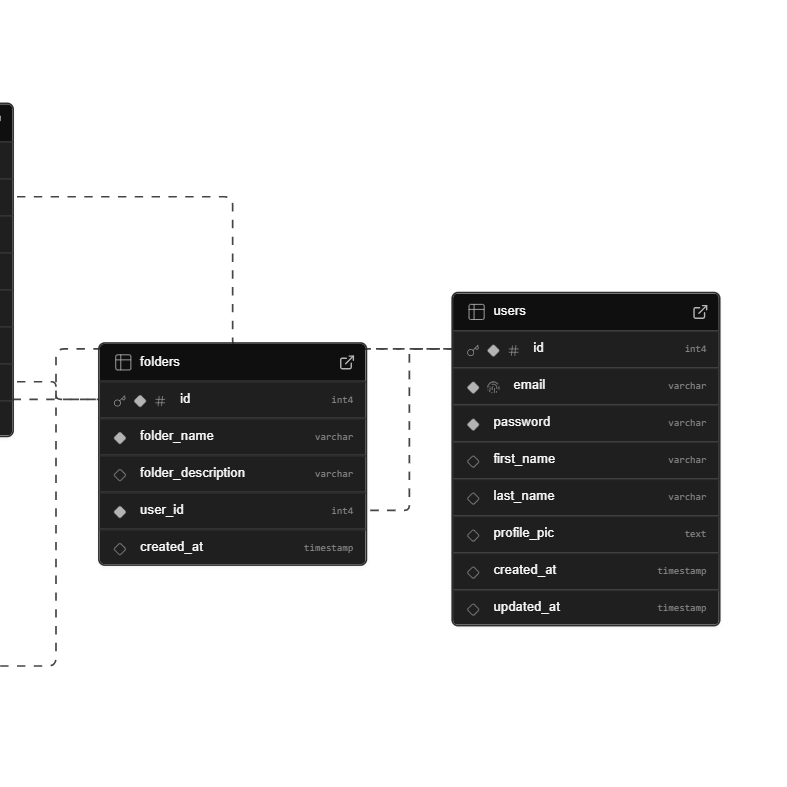 folders
id int4
folder_name varchar
folder_description varchar
user_id int4
created_at timestamp
users
id int4
email varchar
password varchar
first_name varchar
last_name varchar
profile_pic text
created_at timestamp
updated_at timestamp